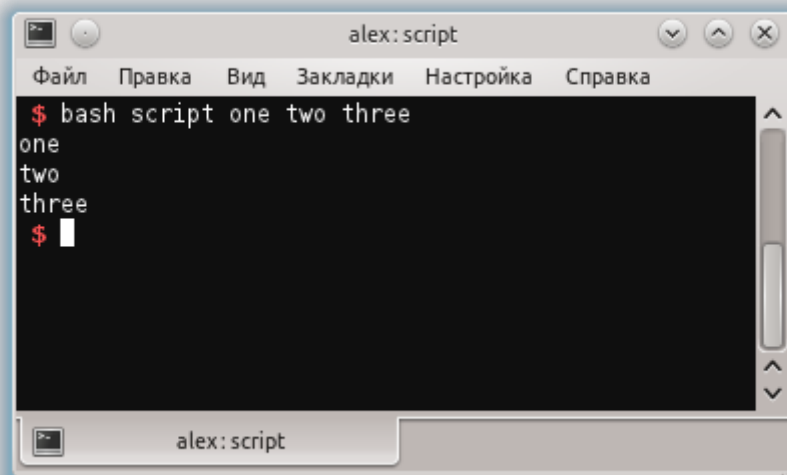 alex : script
Файл Правка Вид Закладки Настройка Справка
$ bash script one two three
one
two
three
$
alex : script